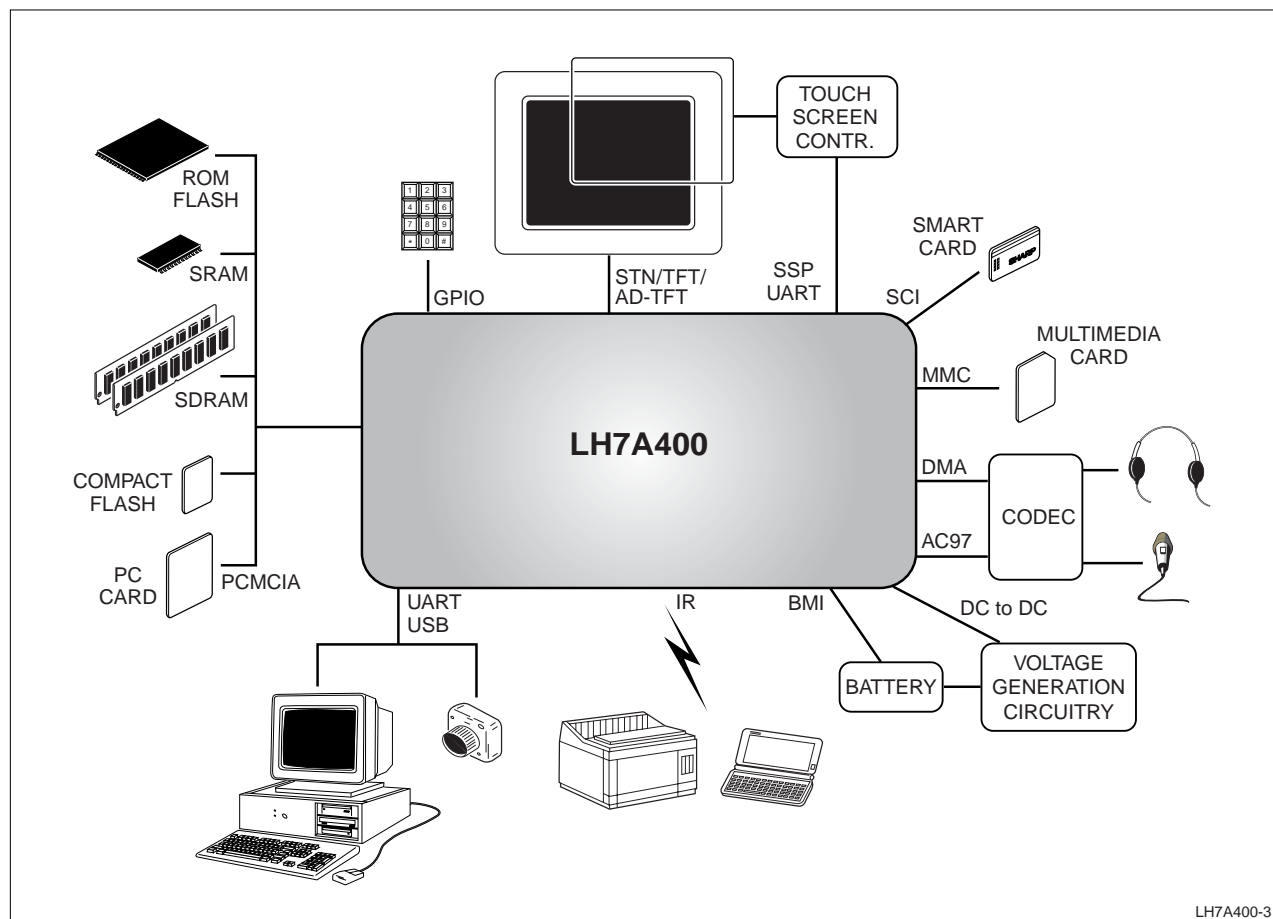 TOUCH
SCREEN
CONTR.
ROM
FLASH
SRAM
SDRAM
COMPACT
FLASH
PC
CARD
PCMCIA
1 2 3
4 5 6
7 8 9
* 0 #
GPIO
STN/TFT/
AD-TFT
SSP
UART
SCI
SMART
CARD
SHARP
MMC
MULTIMEDIA
CARD
LH7A400
DMA
AC97
CODEC
UART
USB
IR
BMI
DC to DC
BATTERY
VOLTAGE
GENERATION
CIRCUITRY
LH7A400-3